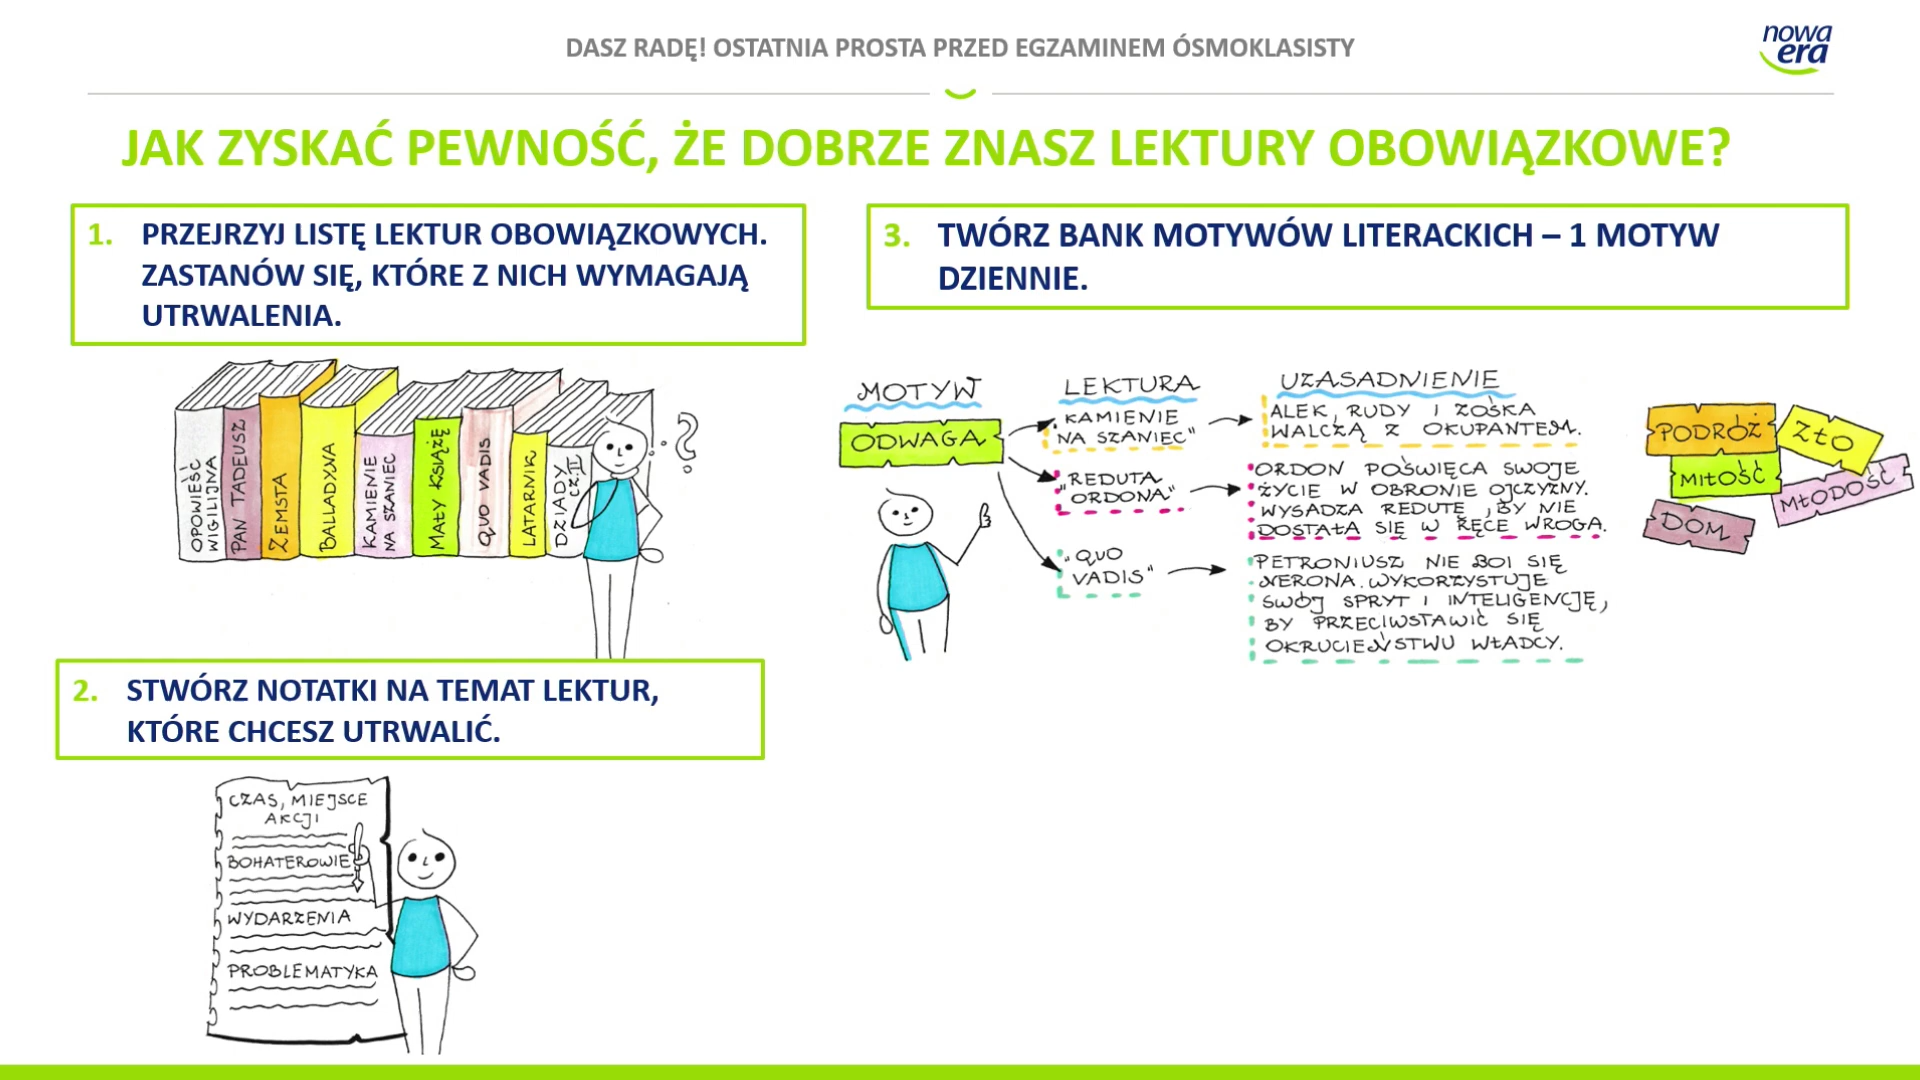 DASZ RADĘ! OSTATNIA PROSTA PRZED EGZAMINEM ÓSMOKLASISTY
nowa
era
JAK ZYSKAĆ PEWNOŚĆ, ŻE DOBRZE ZNASZ LEKTURY OBOWIĄZKOWE?
1. PRZEJRZYJ LISTĘ LEKTUR OBOWIĄZKOWYCH.
ZASTANÓW SIĘ, KTÓRE Z NICH WYMAGAJĄ
UTRWALENIA.
OPOWIEŚĆ
WIGILIJNA
PAN TADEUSZ
ZEMSTA
BALLADYNA
KAMIENIE
NA SZANIEC
MAŁY KSIĄŻĘ
QUO VADIS
LATARNIK
DZIADY
CZ. II
?
2. STWÓRZ NOTATKI NA TEMAT LEKTUR,
KTÓRE CHCESZ UTRWALIĆ.
CZAS, MIEJSCE
AKCJI
BOHATEROWIE
WYDARZENIA
PROBLEMATYKA
3. TWÓRZ BANK MOTYWÓW LITERACKICH – 1 MOTYW
DZIENNIE.
MOTYW
ODWAGA
LEKTURA
"KAMIENIE
NA SZANIEC"
"REDUTA
ORDONA"
"QUO
VADIS"
UZASADNIENIE
ALEK, RUDY I ZOŚKA
WALCZĄ Z OKUPANTEM.
ORDON POŚWIĘCA SWOJE
ŻYCIE W OBRONIE OJCZYZNY.
WYSADZA REDUTĘ, BY NIE
DOSTAŁA SIĘ W RĘCE WROGA.
PETRONIUSZ NIE BOI SIĘ
NERONA. WYKORZYSTUJE
SWÓJ SPRYT I INTELIGENCJĘ,
BY PRZECIWSTAWIĆ SIĘ
OKRUCIEŃSTWU WŁADCY.
PODRÓŻ
ZŁO
MIŁOŚĆ
MŁODOŚĆ
DOM